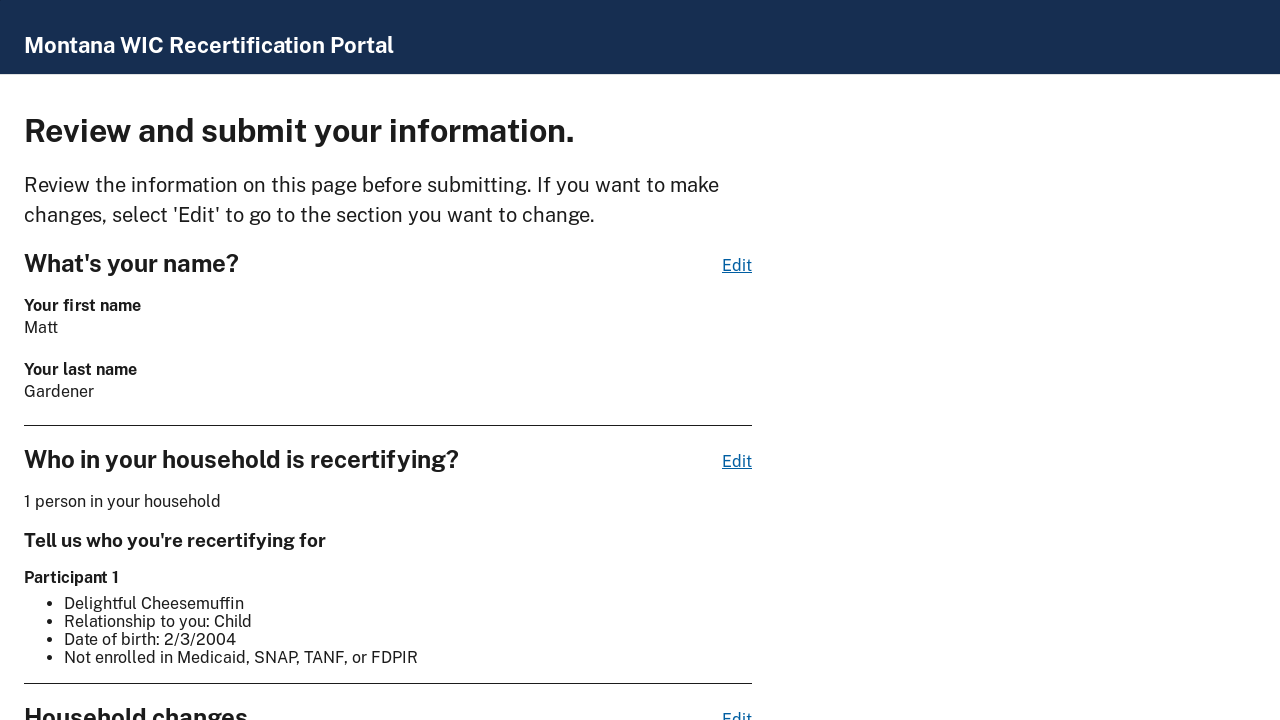 Montana WIC Recertification Portal
Review and submit your information.
Review the information on this page before submitting. If you want to make
changes, select 'Edit' to go to the section you want to change.
What's your name?
Edit
Your first name
Matt
Your last name
Gardener
Who in your household is recertifying?
Edit
1 person in your household
Tell us who you're recertifying for
Participant 1
• Delightful Cheesemuffin
• Relationship to you: Child
• Date of birth: 2/3/2004
• Not enrolled in Medicaid, SNAP, TANF, or FDPIR
Household changes
Edit